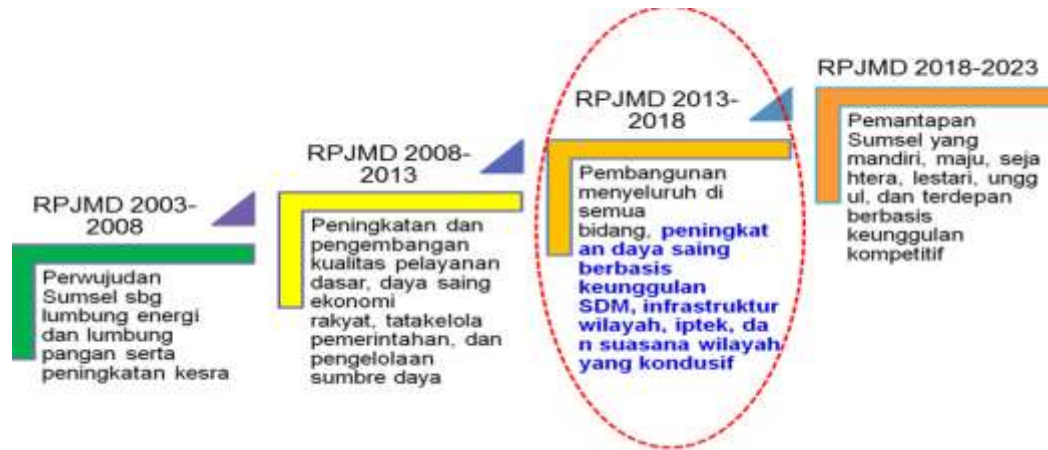 RPJMD 2003-
2008
Perwujudan
Sumsel sbg
lumbung energi
dan lumbung
pangan serta
peningkatan kesra
RPJMD 2008-
2013
Peningkatan dan
pengembangan
kualitas pelayanan
dasar, daya saing
ekonomi
rakyat, tatakelola
pemerintahan, dan
pengelolaan
sumbre daya
RPJMD 2013-
2018
Pembangunan
menyeluruh di
semua
bidang, peningkat
an daya saing
berbasis
keunggulan
SDM, infrastruktur
wilayah, iptek, da
n suasana wilayah
yang kondusif
RPJMD 2018-2023
Pemantapan
Sumsel yang
mandiri, maju, seja
htera, lestari, ungg
ul, dan terdepan
berbasis
keunggulan
kompetitif